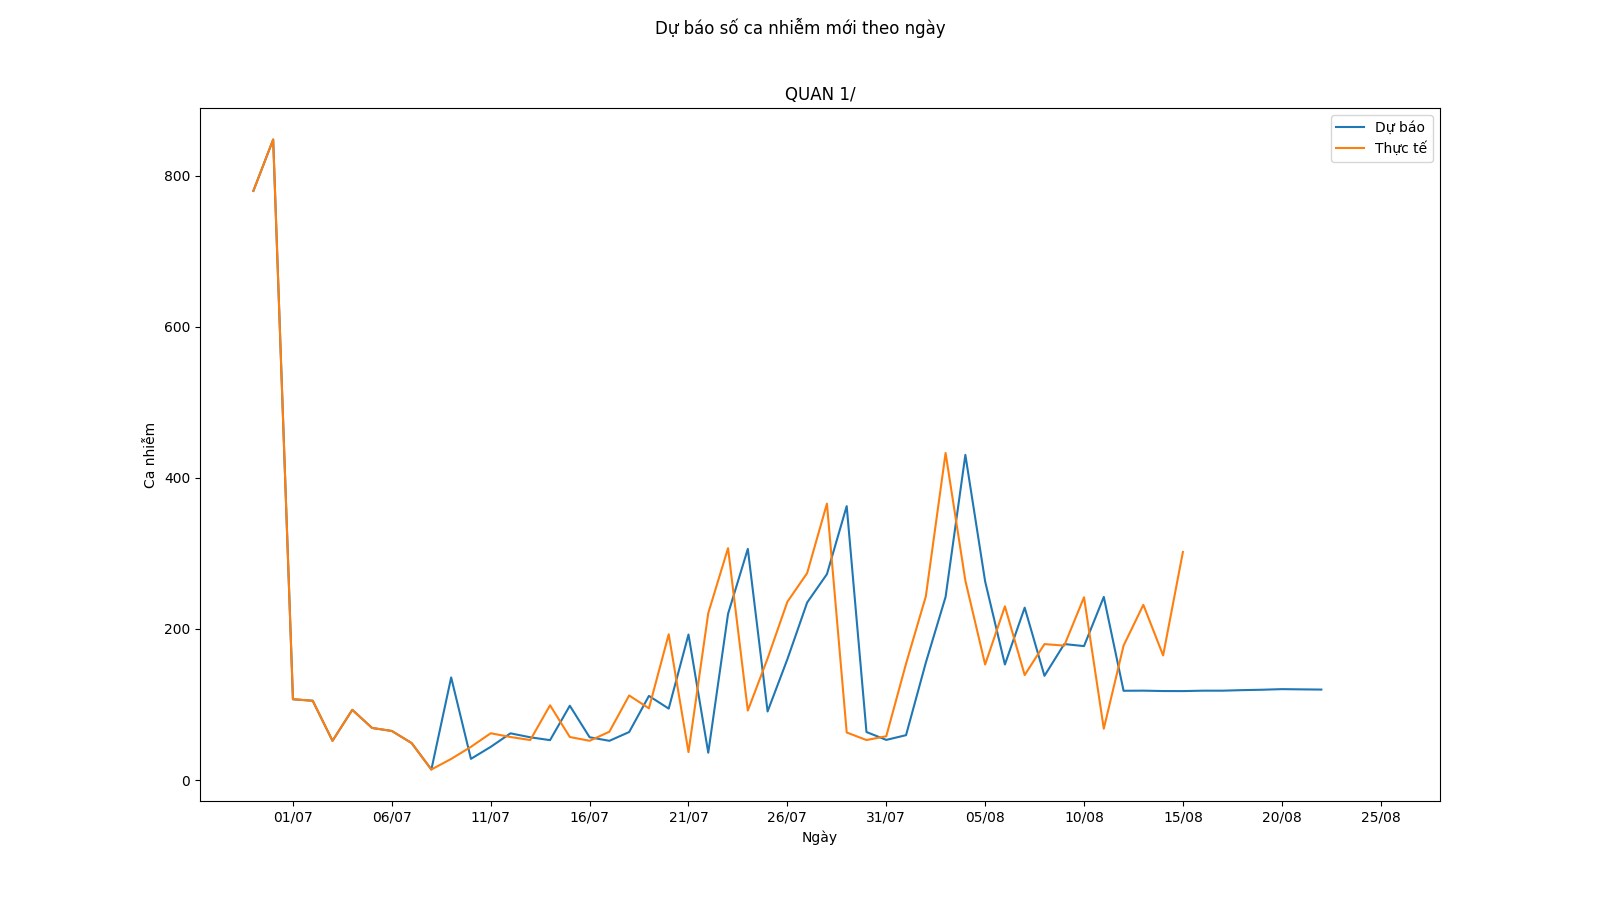 Dự báo số ca nhiễm mới theo ngày
QUAN 1/
Dự báo
Thực tế
800
600
400
200
0
Ca nhiễm
01/07 06/07 11/07 16/07 21/07 26/07 31/07 05/08 10/08 15/08 20/08 25/08
Ngày